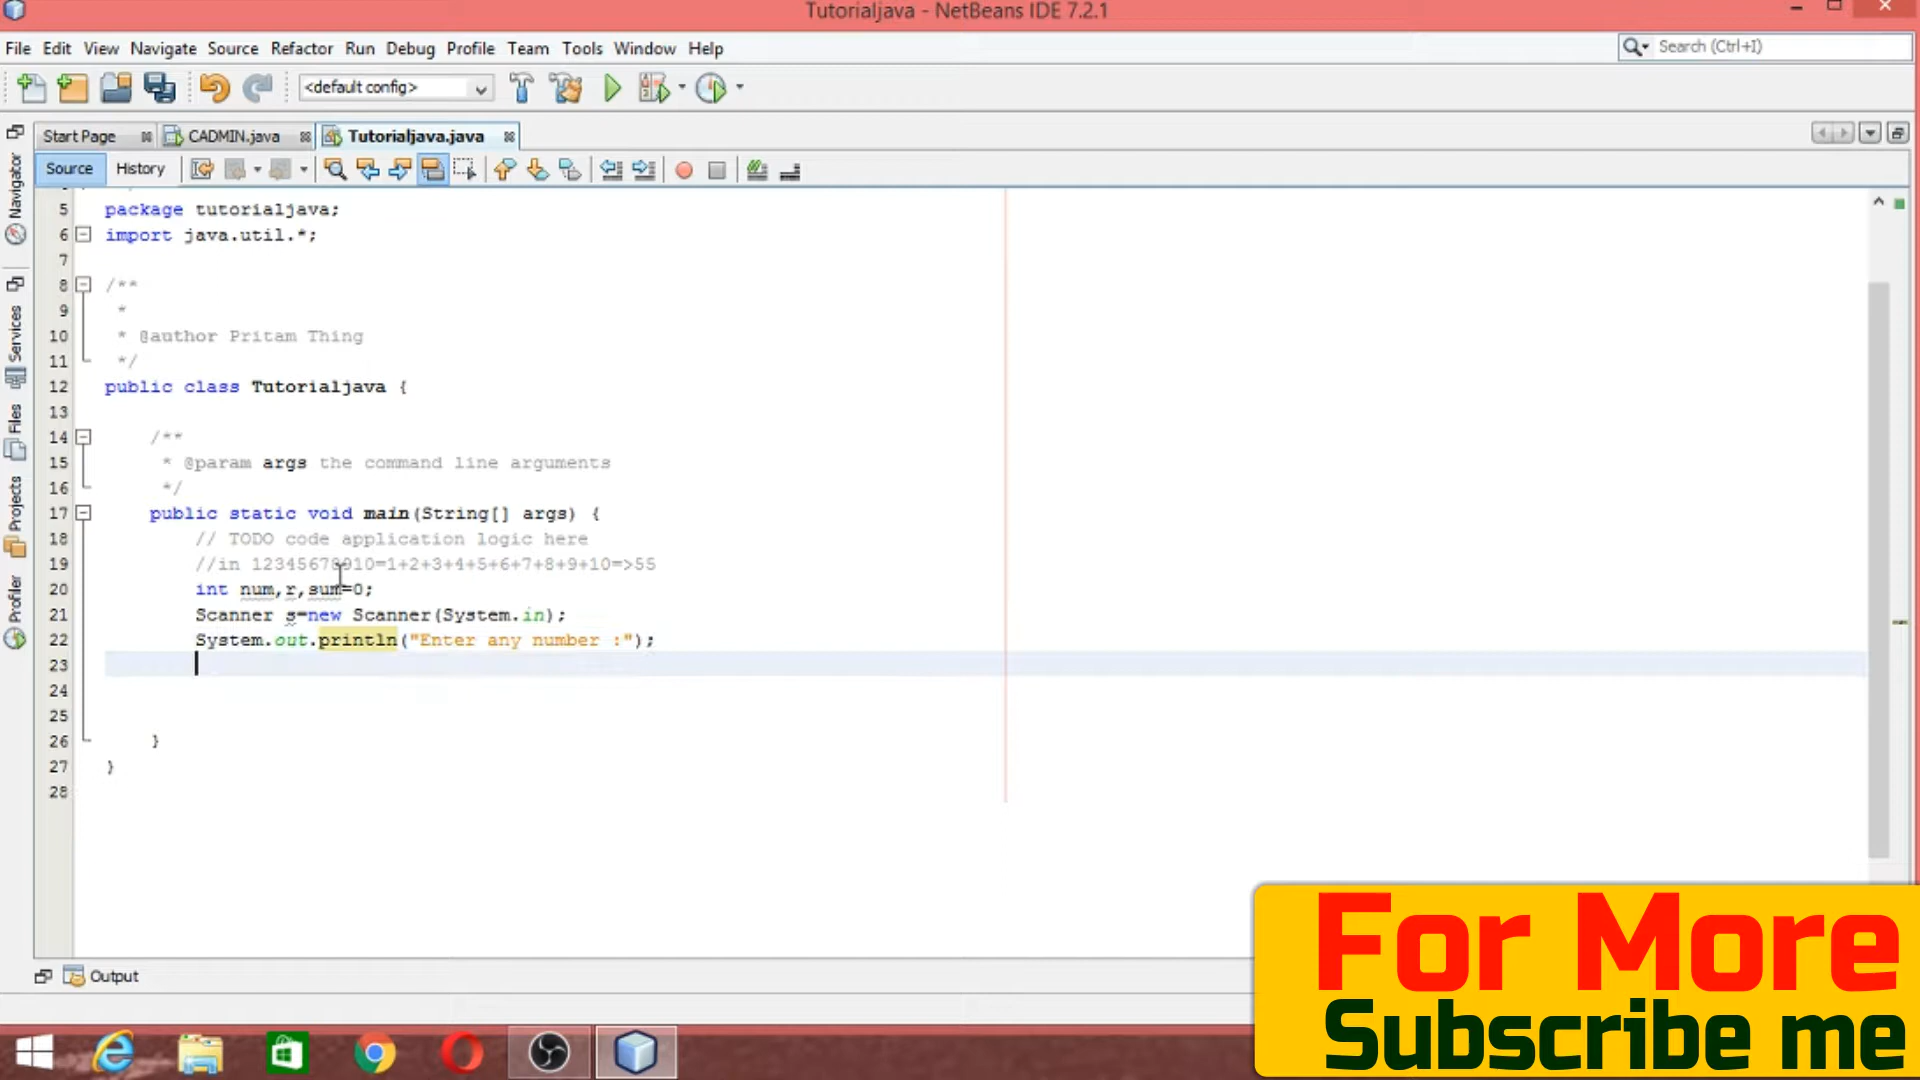 Tutorialjava - NetBeans IDE 7.2.1
File Edit View Navigate Source Refactor Run Debug Profile Team Tools Window Help
Search (Ctrl+I)
<default config>
Start Page CADMIN.java Tutorialjava.java
Source History
Navigator
Services
Files
Projects
Profiler
5 package tutorialjava;
6 import java.util.*;
7
8 /**
9 *
10 * @author Pritam Thing
11 */
12 public class Tutorialjava {
13
14 /**
15 * @param args the command line arguments
16 */
17 public static void main(String[] args) {
18 // TODO code application logic here
19 //in 12345678910=1+2+3+4+5+6+7+8+9+10=>55
20 int num,r,sum=0;
21 Scanner s=new Scanner(System.in);
22 System.out.println("Enter any number :");
23
24
25
26 }
27 }
28
Output
For More
Subscribe me